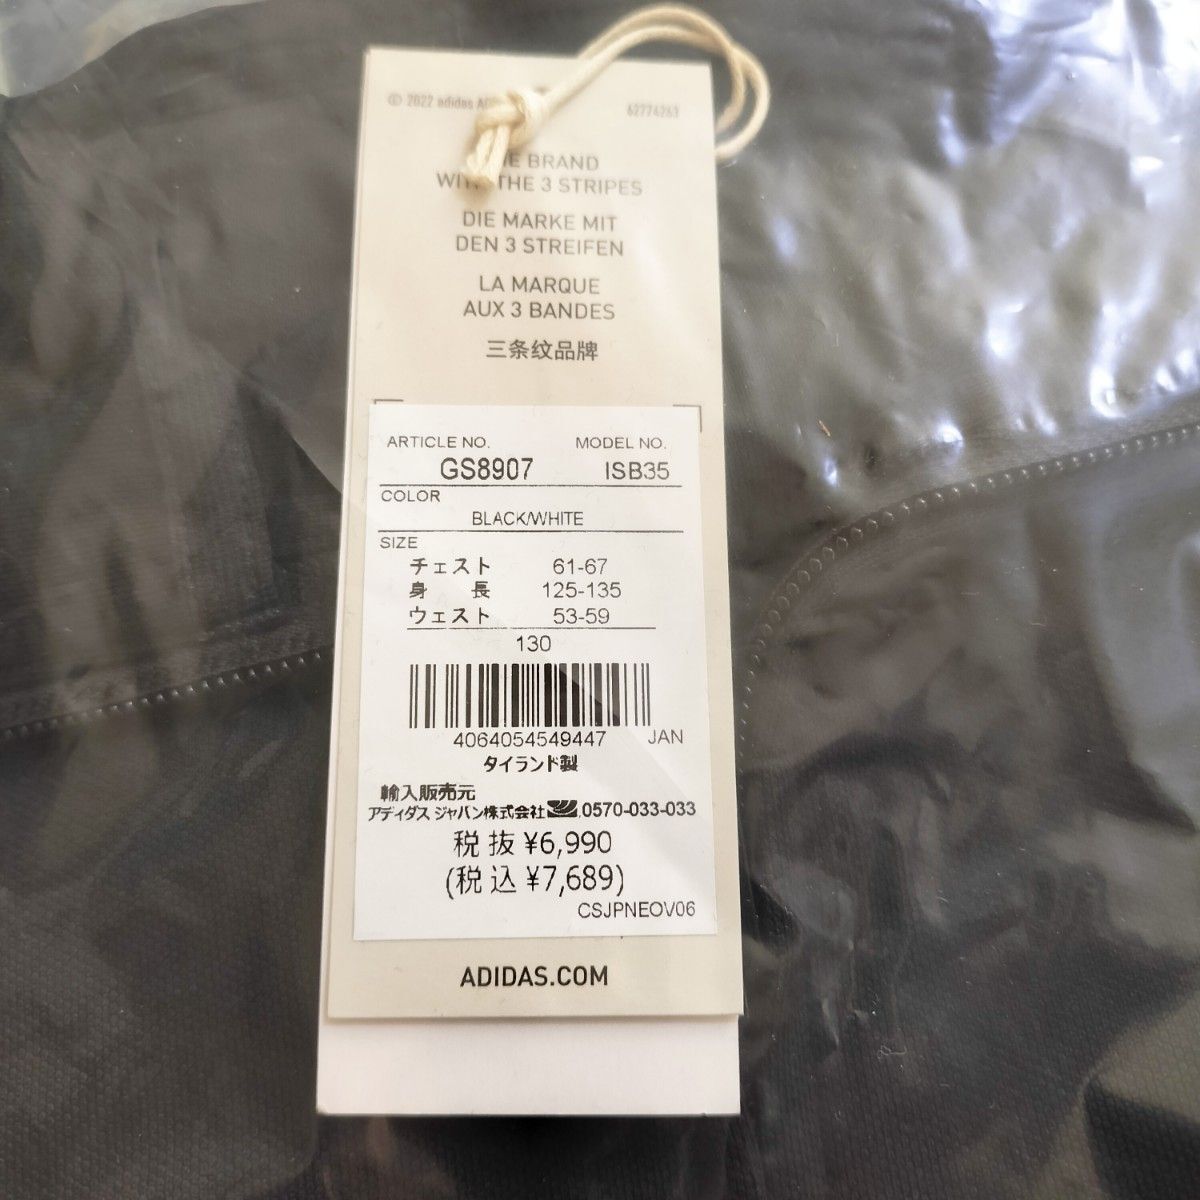 © 2022 adidas
62774263
BRAND
THE 3 STRIPES
DIE MARKE MIT
DEN 3 STREIFEN
LA MARQUE
AUX 3 BANDES
三条纹品牌
ARTICLE NO. MODEL NO.
GS8907 ISB35
COLOR
BLACK/WHITE
SIZE
チェスト 61-67
身 長 125-135
ウェスト 53-59
130
4064054549447 JAN
タイランド製
輸入販売元
アディダス ジャパン株式会社 0570-033-033
税 抜 ¥6,990
(税 込 ¥7,689)
CSJPNEOV06
ADIDAS.COM